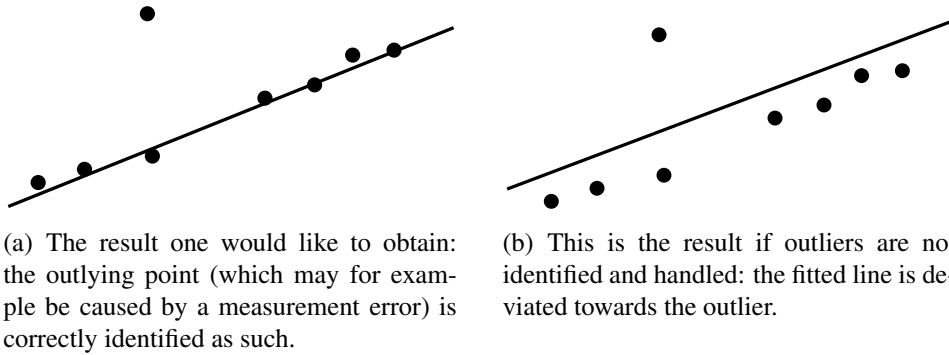 (a) The result one would like to obtain:
the outlying point (which may for exam-
ple be caused by a measurement error) is
correctly identified as such.
(b) This is the result if outliers are no
identified and handled: the fitted line is de-
viated towards the outlier.